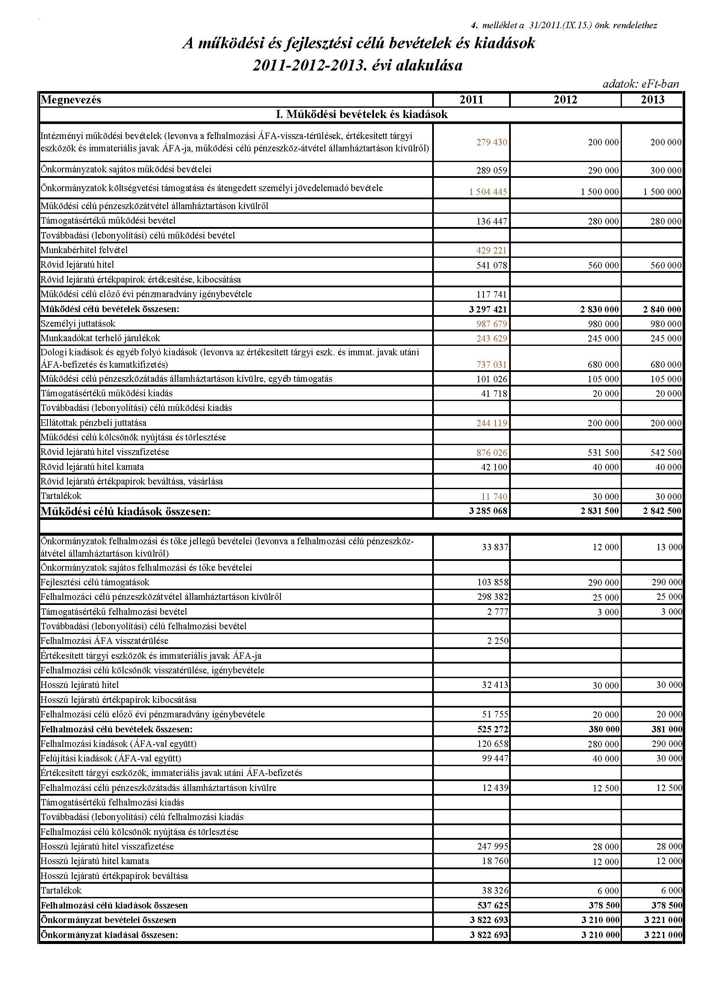 4. melléklet a 31/2011.(IX.15.) önk. rendelethez
A működési és fejlesztési célú bevételek és kiadások
2011-2012-2013. évi alakulása
adatok: eFt-ban
Megnevezés 2011 2012 2013
I. Működési bevételek és kiadások
Intézményi működési bevételek (levonva a felhalmozási ÁFA-vissza-térülések, értékesített tárgyi
eszközök és immateriális javak ÁFA-ja, működési célú pénzeszköz-átvétel államháztartáson kívülről) 279 430 200 000 200 000
Önkormányzatok sajátos működési bevételei 289 059 290 000 300 000
Önkormányzatok költségvetési támogatása és átengedett személyi jövedelemadó bevétele 1 504 445 1 500 000 1 500 000
Működési célú pénzeszközátvétel államháztartáson kívülről
Támogatásértékű működési bevétel 136 447 280 000 280 000
Továbbadási (lebonyolítási) célú működési bevétel
Munkabérhitel felvétel 429 221
Rövid lejáratú hitel 541 078 560 000 560 000
Rövid lejáratú értékpapírok értékesítése, kibocsátása
Működési célú előző évi pénzmaradvány igénybevétele 117 741
Működési célú bevételek összesen: 3 297 421 2 830 000 2 840 000
Személyi juttatások 987 679 980 000 980 000
Munkaadókat terhelő járulékok 243 629 245 000 245 000
Dologi kiadások és egyéb folyó kiadások (levonva az értékesített tárgyi eszk. és immat. javak utáni
ÁFA-befizetés és kamatkifizetés) 737 031 680 000 680 000
Működési célú pénzeszközátadás államháztartáson kívülre, egyéb támogatás 101 026 105 000 105 000
Támogatásértékű működési kiadás 41 718 20 000 20 000
Továbbadási (lebonyolítási) célú működési kiadás
Ellátottak pénzbeli juttatása 244 119 200 000 200 000
Működési célú kölcsönök nyújtása és törlesztése
Rövid lejáratú hitel visszafizetése 876 026 531 500 542 500
Rövid lejáratú hitel kamata 42 100 40 000 40 000
Rövid lejáratú értékpapírok beváltása, vásárlása
Tartalékok 11 740 30 000 30 000
Működési célú kiadások összesen: 3 285 068 2 831 500 2 842 500
Önkormányzatok felhalmozási és tőke jellegű bevételei (levonva a felhalmozási célú pénzeszköz-
átvétel államháztartáson kívülről) 33 837 12 000 13 000
Önkormányzatok sajátos felhalmozási és tőke bevételei
Fejlesztési célú támogatások 103 858 290 000 290 000
Felhalmozáci célú pénzeszközátvétel államháztartáson kívülről 298 382 25 000 25 000
Támogatásértékű felhalmozási bevétel 2 777 3 000 3 000
Továbbadási (lebonyolítási) célú felhalmozási bevétel
Felhalmozási ÁFA visszatérülése 2 250
Értékesített tárgyi eszközök és immateriális javak ÁFA-ja
Felhalmozási célú kölcsönök visszatérülése, igénybevétele
Hosszú lejáratú hitel 32 413 30 000 30 000
Hosszú lejáratú értékpapírok kibocsátása
Felhalmozási célú előző évi pénzmaradvány igénybevétele 51 755 20 000 20 000
Felhalmozási célú bevételek összesen: 525 272 380 000 381 000
Felhalmozási kiadások (ÁFA-val együtt) 120 658 280 000 290 000
Felújítási kiadások (ÁFA-val együtt) 99 447 40 000 30 000
Értékesített tárgyi eszközök, immateriális javak utáni ÁFA-befizetés
Felhalmozási célú pénzeszközátadás államháztartáson kívülre 12 439 12 500 12 500
Támogatásértékű felhalmozási kiadás
Továbbadási (lebonyolítási) célú felhalmozási kiadás
Felhalmozási célú kölcsönök nyújtása és törlesztése
Hosszú lejáratú hitel visszafizetése 247 995 28 000 28 000
Hosszú lejáratú hitel kamata 18 760 12 000 12 000
Hosszú lejáratú értékpapírok beváltása
Tartalékok 38 326 6 000 6 000
Felhalmozási célú kiadások összesen 537 625 378 500 378 500
Önkormányzat bevételei összesen 3 822 693 3 210 000 3 221 000
Önkormányzat kiadásai összesen: 3 822 693 3 210 000 3 221 000